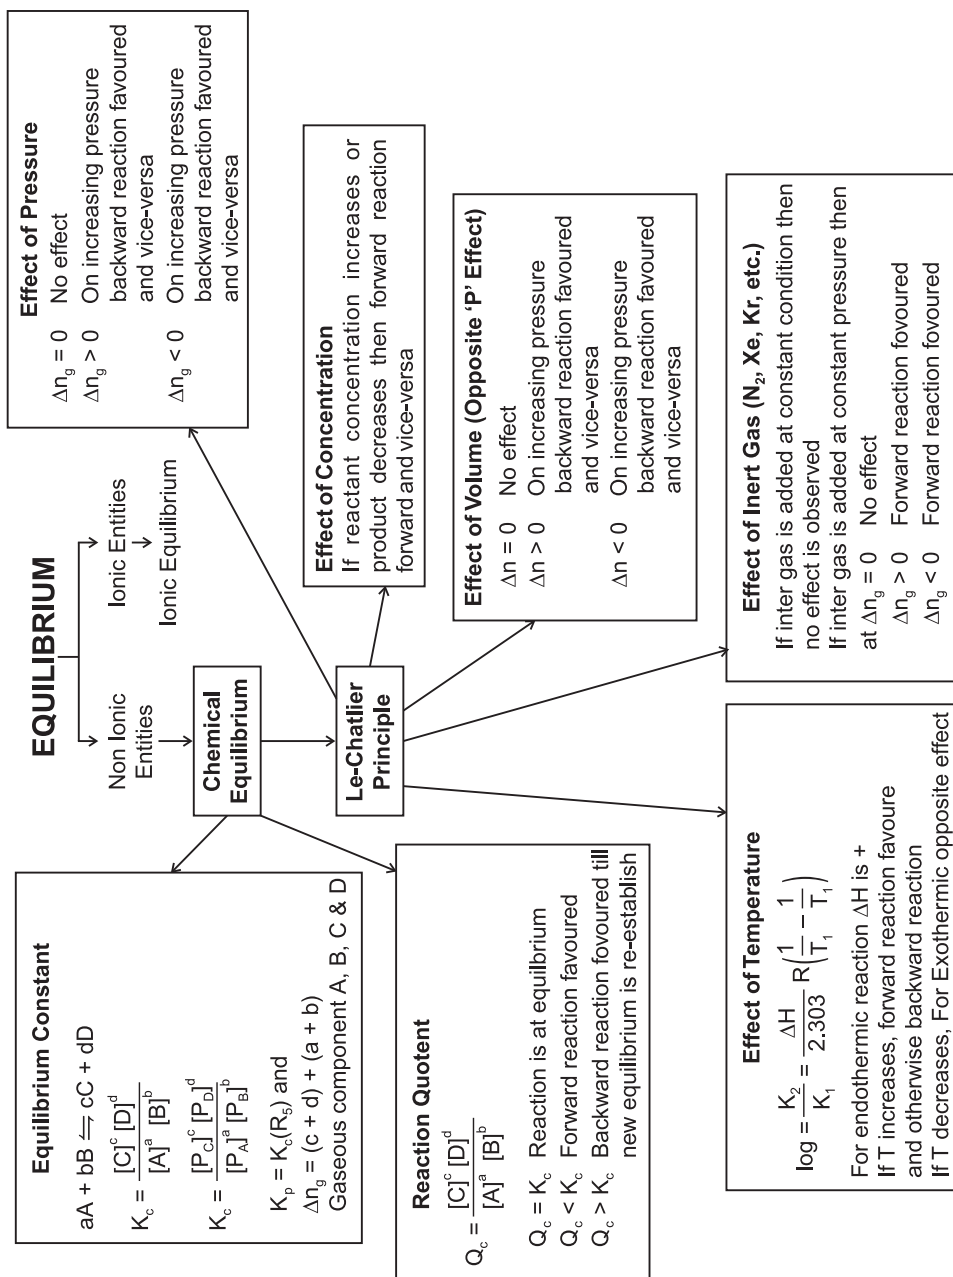 EQUILIBRIUM
Non Ionic
Entities
Ionic Entities
Ionic Equilibrium
Chemical
Equilibrium
Le-Chatlier
Principle
Equilibrium Constant
aA + bB ⇋ cC + dD
K_c = [C]^c [D]^d / [A]^a [B]^b
K_c = [P_C]^c [P_D]^d / [P_A]^a [P_B]^b
K_p = K_c(R_5) and
Δn_g = (c + d) + (a + b)
Gaseous component A, B, C & D
Reaction Quotent
Q_c = [C]^c [D]^d / [A]^a [B]^b
Q_c = K_c Reaction is at equilibrium
Q_c < K_c Forward reaction favoured
Q_c > K_c Backward reaction fovoured till
new equilibrium is re-establish
Effect of Pressure
Δn_g = 0 No effect
Δn_g > 0 On increasing pressure
backward reaction favoured
and vice-versa
Δn_g < 0 On increasing pressure
backward reaction favoured
and vice-versa
Effect of Concentration
If reactant concentration increases or
product decreases then forward reaction
forward and vice-versa
Effect of Volume (Opposite ‘P’ Effect)
Δn = 0 No effect
Δn > 0 On increasing pressure
backward reaction favoured
and vice-versa
Δn < 0 On increasing pressure
backward reaction favoured
and vice-versa
Effect of Temperature
log = K_2 / K_1 = ΔH / 2.303 R (1 / T_1 − 1 / T_1)
For endothermic reaction ΔH is +
If T increases, forward reaction favoure
and otherwise backward reaction
If T decreases, For Exothermic opposite effect
Effect of Inert Gas (N_2, Xe, Kr, etc.)
If inter gas is added at constant condition then
no effect is observed
If inter gas is added at constant pressure then
at Δn_g = 0 No effect
Δn_g > 0 Forward reaction fovoured
Δn_g < 0 Forward reaction favoured